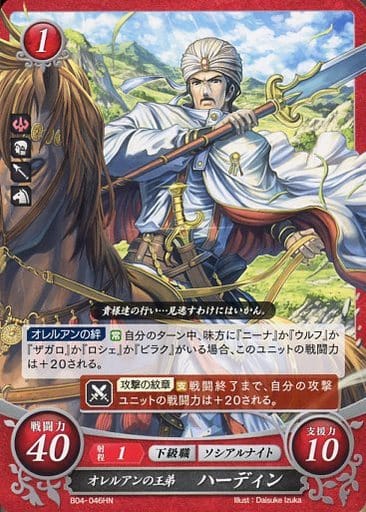 1
貴様達の行い…見逃すわけにはいかん。
オレルアンの絆 常 自分のターン中、味方に『ニーナ』か『ウルフ』か
『ザガロ』か『ロシェ』か『ビラク』がいる場合、このユニットの戦闘力
は+20される。
攻撃の紋章 支 戦闘終了まで、自分の攻撃
ユニットの戦闘力は+20される。
戦闘力
40
射程 1 下級職 ソシアルナイト
支援力
10
オレルアンの王弟 ハーディン
B04-046HN
Illust：Daisuke Izuka